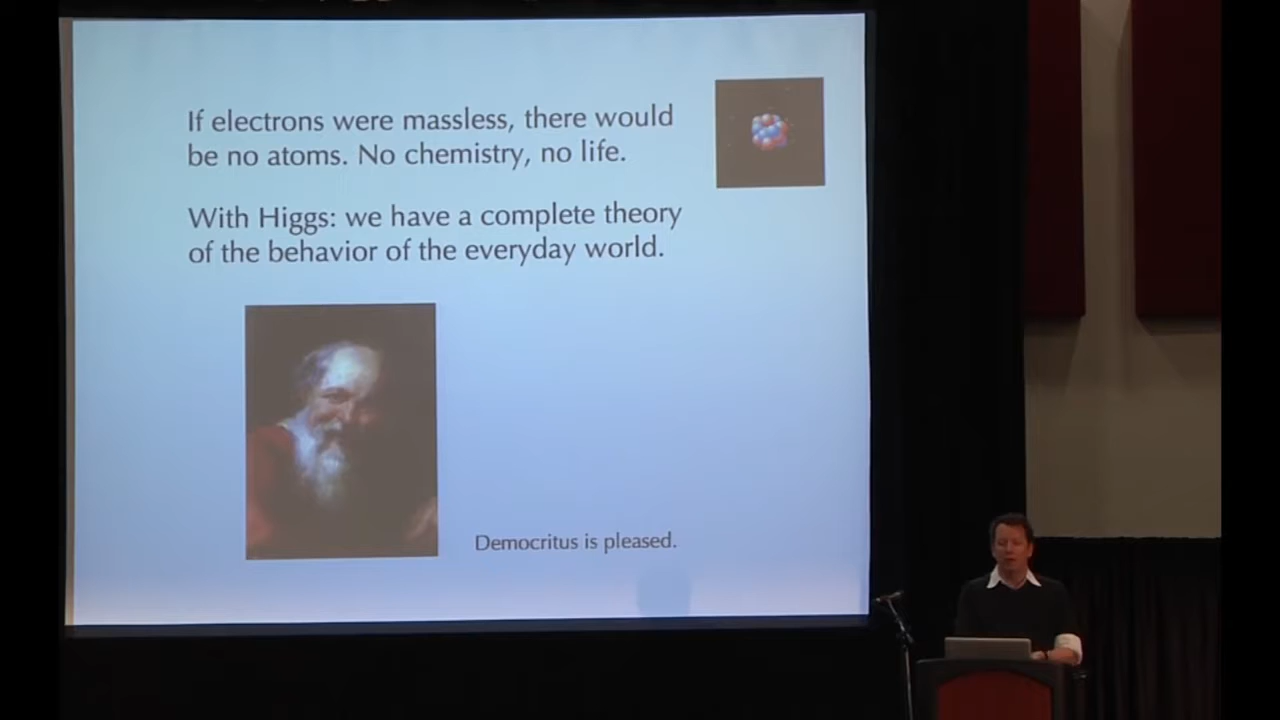 If electrons were massless, there would
be no atoms. No chemistry, no life.
With Higgs: we have a complete theory
of the behavior of the everyday world.
Democritus is pleased.